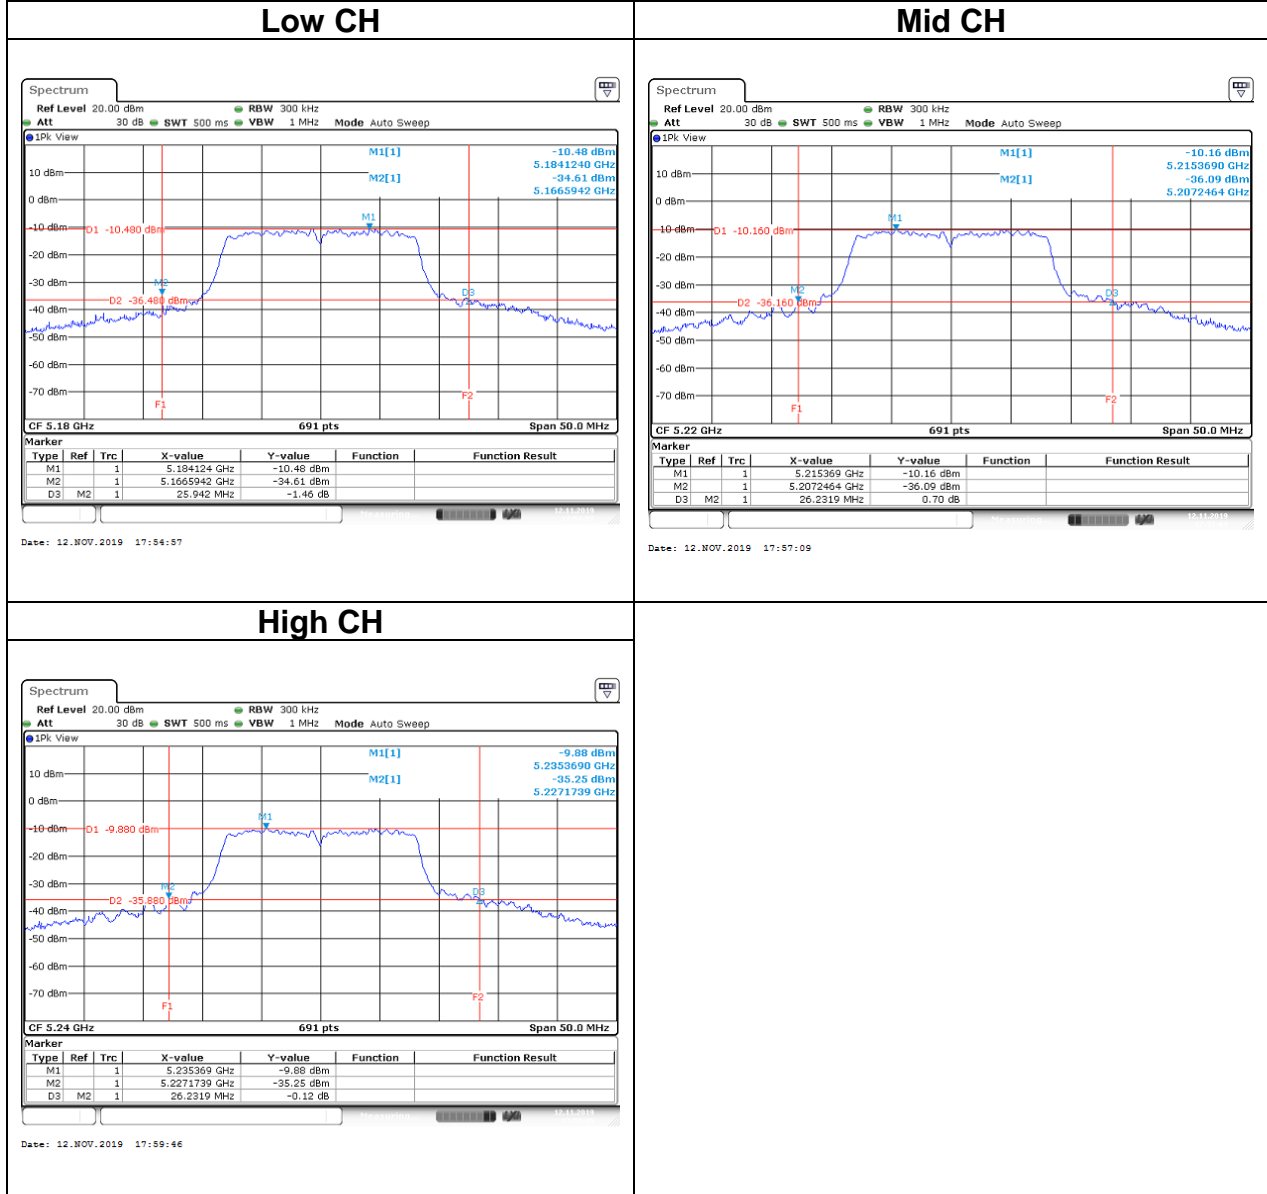 Low CH
Spectrum
Ref Level 20.00 dBm RBW 300 kHz
Att 30 dB SWT 500 ms VBW 1 MHz Mode Auto Sweep
1Pk View
M1[1] -10.48 dBm
5.1841240 GHz
M2[1] -34.61 dBm
5.1665942 GHz
10 dBm
0 dBm
M1
-10 dBm D1 -10.480 dBm
-20 dBm
-30 dBm M2 D3
D2 -36.480 dBm
-40 dBm
-50 dBm
-60 dBm
-70 dBm
F1 F2
CF 5.18 GHz 691 pts Span 50.0 MHz
Marker
Type Ref Trc X-value Y-value Function Function Result
M1 1 5.184124 GHz -10.48 dBm
M2 1 5.1665942 GHz -34.61 dBm
D3 M2 1 25.942 MHz -1.46 dB
12.11.2019
Date: 12.NOV.2019 17:54:57
Mid CH
Spectrum
Ref Level 20.00 dBm RBW 300 kHz
Att 30 dB SWT 500 ms VBW 1 MHz Mode Auto Sweep
1Pk View
M1[1] -10.16 dBm
5.2153690 GHz
M2[1] -36.09 dBm
5.2072464 GHz
10 dBm
0 dBm
M1
-10 dBm D1 -10.160 dBm
-20 dBm
-30 dBm M2 D3
D2 -36.160 dBm
-40 dBm
-50 dBm
-60 dBm
-70 dBm
F1 F2
CF 5.22 GHz 691 pts Span 50.0 MHz
Marker
Type Ref Trc X-value Y-value Function Function Result
M1 1 5.215369 GHz -10.16 dBm
M2 1 5.2072464 GHz -36.09 dBm
D3 M2 1 26.2319 MHz 0.70 dB
12.11.2019
Date: 12.NOV.2019 17:57:09
High CH
Spectrum
Ref Level 20.00 dBm RBW 300 kHz
Att 30 dB SWT 500 ms VBW 1 MHz Mode Auto Sweep
1Pk View
M1[1] -9.88 dBm
5.2353690 GHz
M2[1] -35.25 dBm
5.2271739 GHz
10 dBm
0 dBm
M1
-10 dBm D1 -9.880 dBm
-20 dBm
-30 dBm M2 D3
D2 -35.880 dBm
-40 dBm
-50 dBm
-60 dBm
-70 dBm
F1 F2
CF 5.24 GHz 691 pts Span 50.0 MHz
Marker
Type Ref Trc X-value Y-value Function Function Result
M1 1 5.235369 GHz -9.88 dBm
M2 1 5.2271739 GHz -35.25 dBm
D3 M2 1 26.2319 MHz -0.12 dB
12.11.2019
Date: 12.NOV.2019 17:59:46